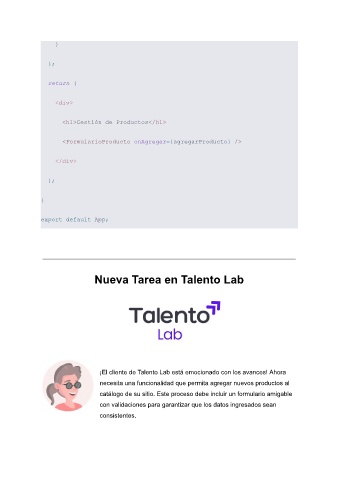 }
};
return (
<div>
<h1>Gestión de Productos</h1>
<FormularioProducto onAgregar={agregarProducto} />
</div>
);
}
export default App;
Nueva Tarea en Talento Lab
Talento
Lab
¡El cliente de Talento Lab está emocionado con los avances! Ahora
necesita una funcionalidad que permita agregar nuevos productos al
catálogo de su sitio. Este proceso debe incluir un formulario amigable
con validaciones para garantizar que los datos ingresados sean
consistentes.